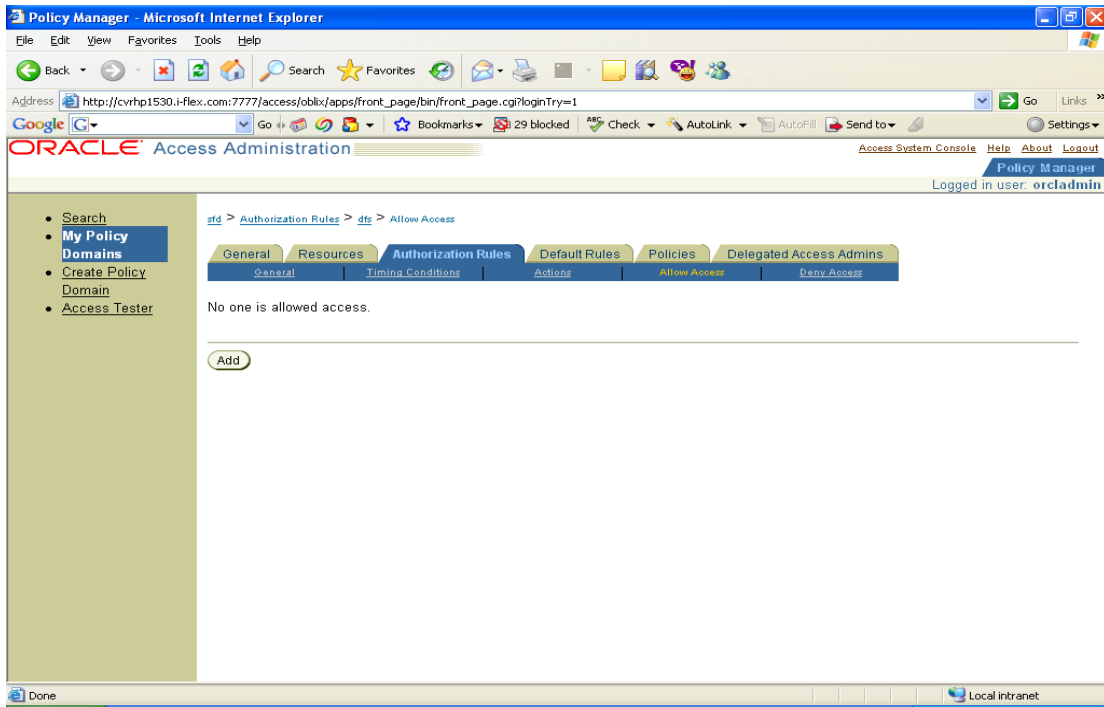 Policy Manager - Microsoft Internet Explorer
File Edit View Favorites Tools Help
Back Search Favorites
Address http://cvrhp1530.i-flex.com:7777/access/oblix/apps/front_page/bin/front_page.cgi?loginTry=1 Go Links »
Google G Go Bookmarks 29 blocked ABC Check AutoLink AutoFill Send to Settings
ORACLE Access Administration
Access System Console Help About Logout
Policy Manager
Logged in user: orcladmin
Search
My Policy
Domains
Create Policy
Domain
Access Tester
sfd > Authorization Rules > dfs > Allow Access
General Resources Authorization Rules Default Rules Policies Delegated Access Admins
General Timing Conditions Actions Allow Access Deny Access
No one is allowed access.
Add
Done Local intranet